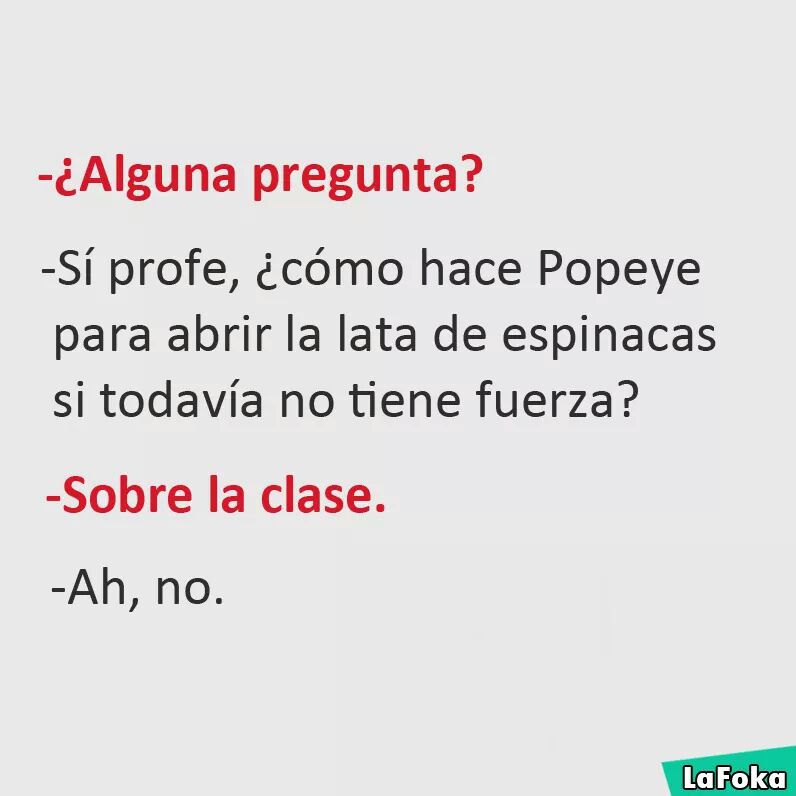 -¿Alguna pregunta?
-Sí profe, ¿cómo hace Popeye
para abrir la lata de espinacas
si todavía no tiene fuerza?
-Sobre la clase.
-Ah, no.
LaFoka